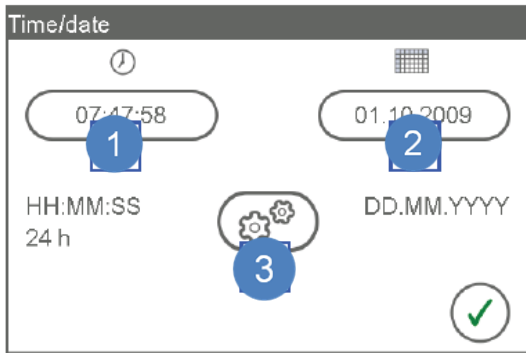 Time/date
07:47:58
01.10.2009
1
2
HH:MM:SS
DD.MM.YYYY
24 h
3